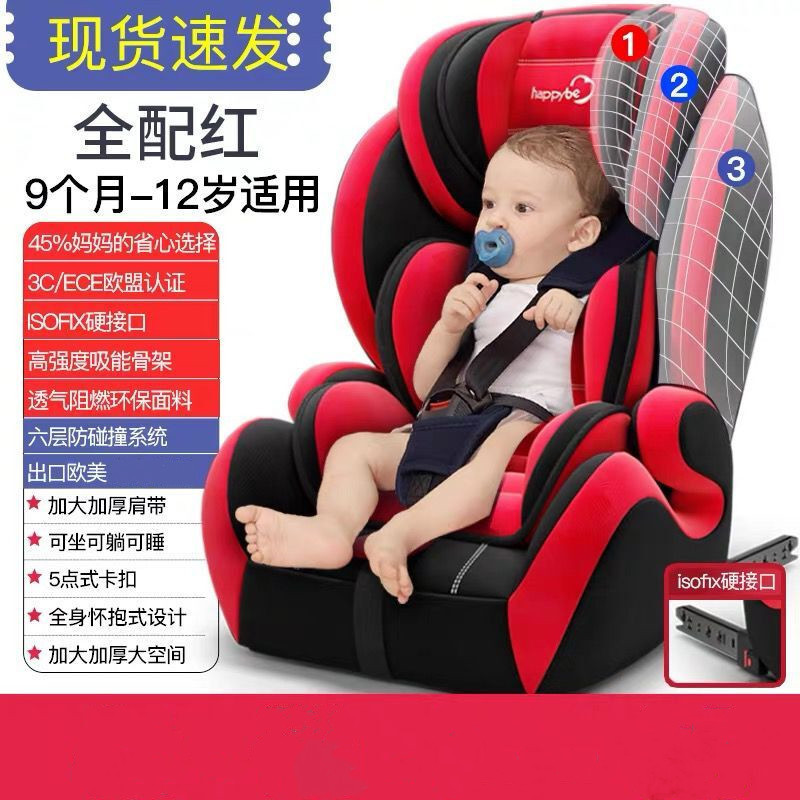 现货速发
全配红
9个月-12岁适用
45%妈妈的省心选择
3C/ECE欧盟认证
ISOFIX硬接口
高强度吸能骨架
透气阻燃环保面料
六层防碰撞系统
出口欧美
★ 加大加厚肩带
★ 可坐可躺可睡
★ 5点式卡扣
★ 全身怀抱式设计
★ 加大加厚大空间
happybe
1
2
3
isofix硬接口